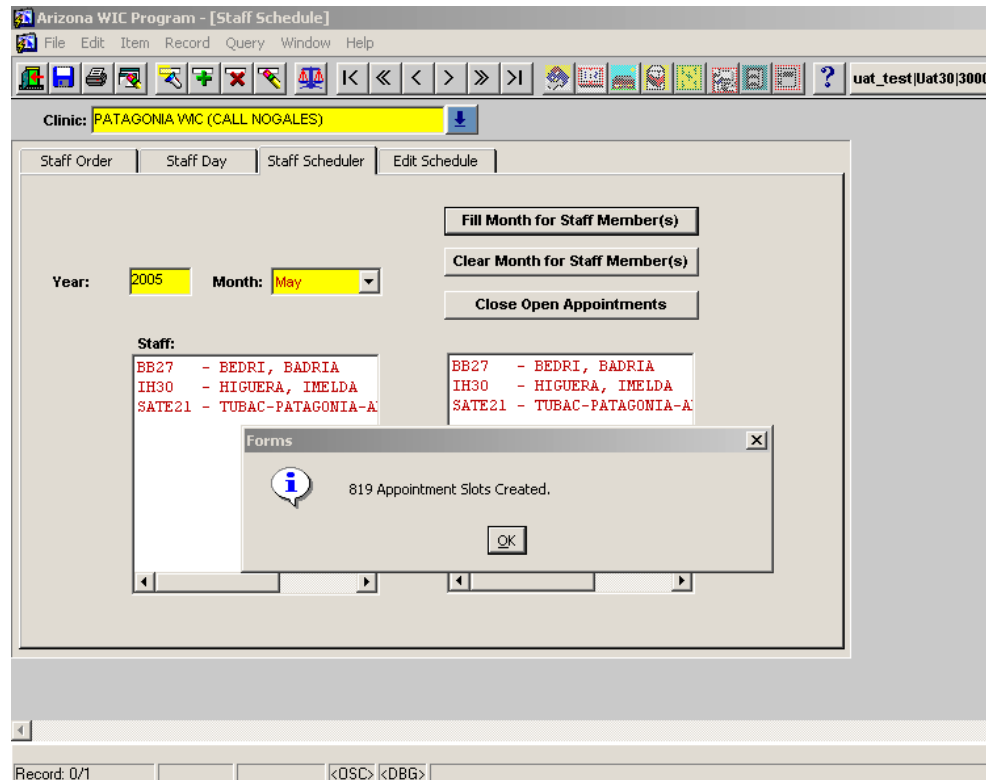 Arizona WIC Program - [Staff Schedule]
File Edit Item Record Query Window Help
? uat_test|Uat30|3000
Clinic: PATAGONIA WIC (CALL NOGALES)
Staff Order Staff Day Staff Scheduler Edit Schedule
Fill Month for Staff Member(s)
Clear Month for Staff Member(s)
Year: 2005 Month: May
Close Open Appointments
Staff:
BB27 - BEDRI, BADRIA
IH30 - HIGUERA, IMELDA
SATE21 - TUBAC-PATAGONIA-A
BB27 - BEDRI, BADRIA
IH30 - HIGUERA, IMELDA
SATE21 - TUBAC-PATAGONIA-A
Forms
819 Appointment Slots Created.
OK
Record: 0/1 <OSC> <DBG>